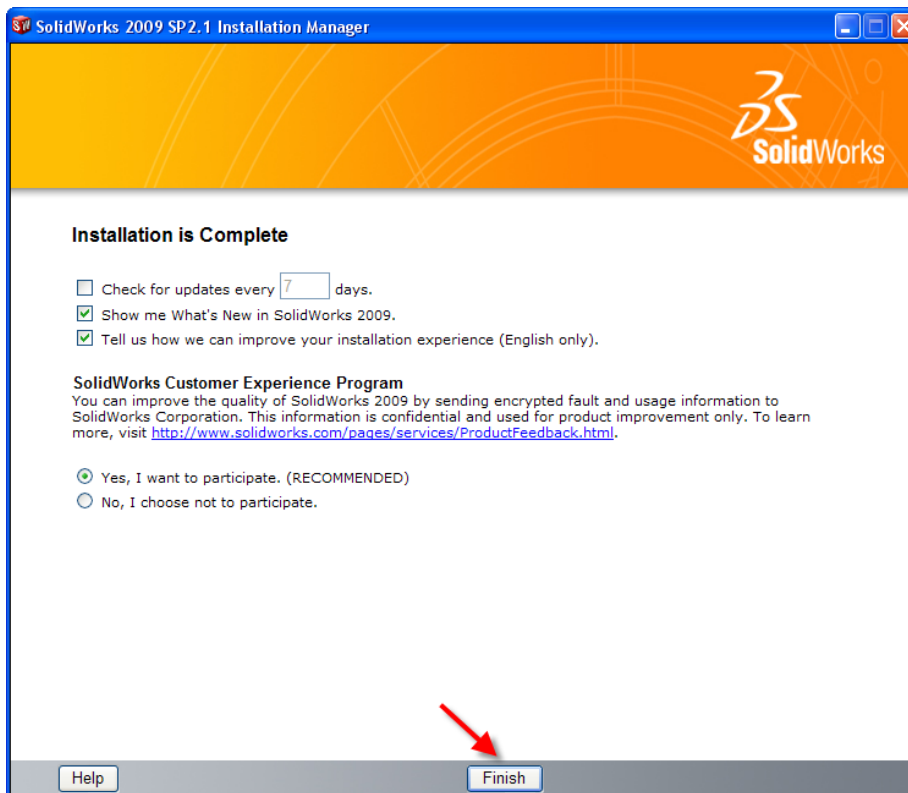 SolidWorks 2009 SP2.1 Installation Manager
SolidWorks
Installation is Complete
Check for updates every 7 days.
Show me What's New in SolidWorks 2009.
Tell us how we can improve your installation experience (English only).
SolidWorks Customer Experience Program
You can improve the quality of SolidWorks 2009 by sending encrypted fault and usage information to
SolidWorks Corporation. This information is confidential and used for product improvement only. To learn
more, visit http://www.solidworks.com/pages/services/ProductFeedback.html.
Yes, I want to participate. (RECOMMENDED)
No, I choose not to participate.
Help
Finish